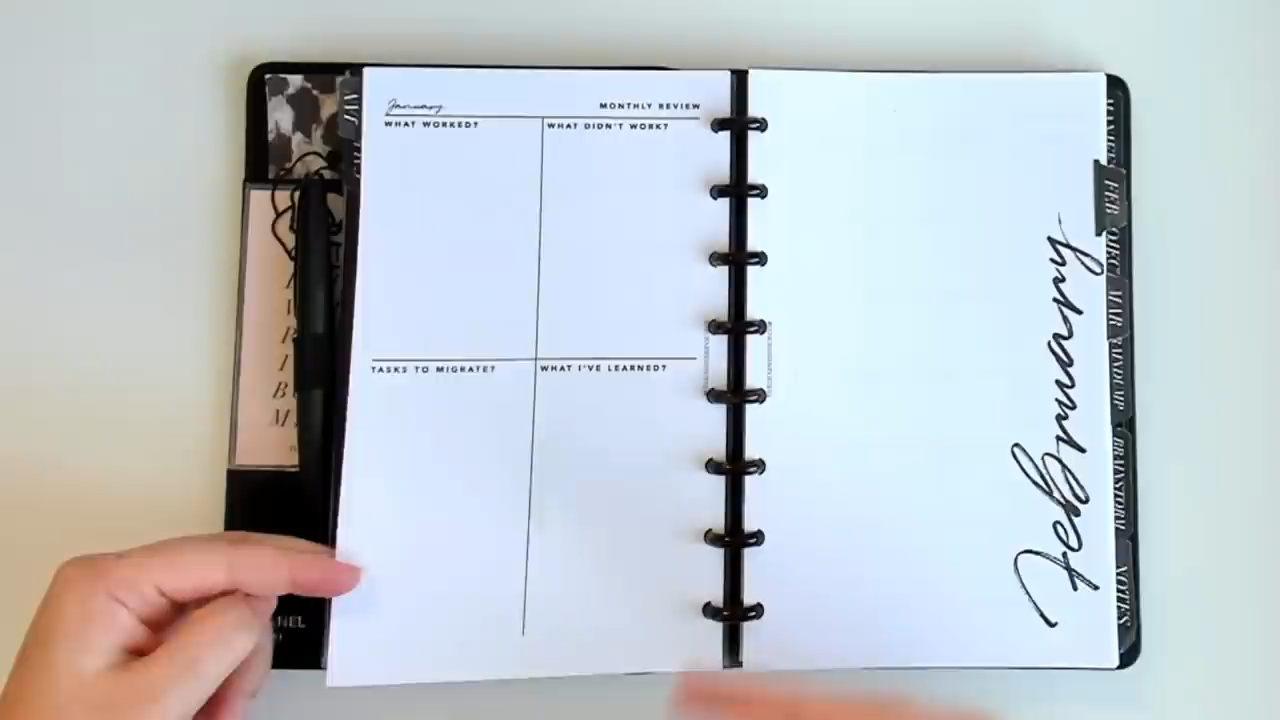 January
MONTHLY REVIEW
WHAT WORKED?
WHAT DIDN'T WORK?
TASKS TO MIGRATE?
WHAT I'VE LEARNED?
February
JAN
FEB
MAR
BRAINSTORM
NOTES